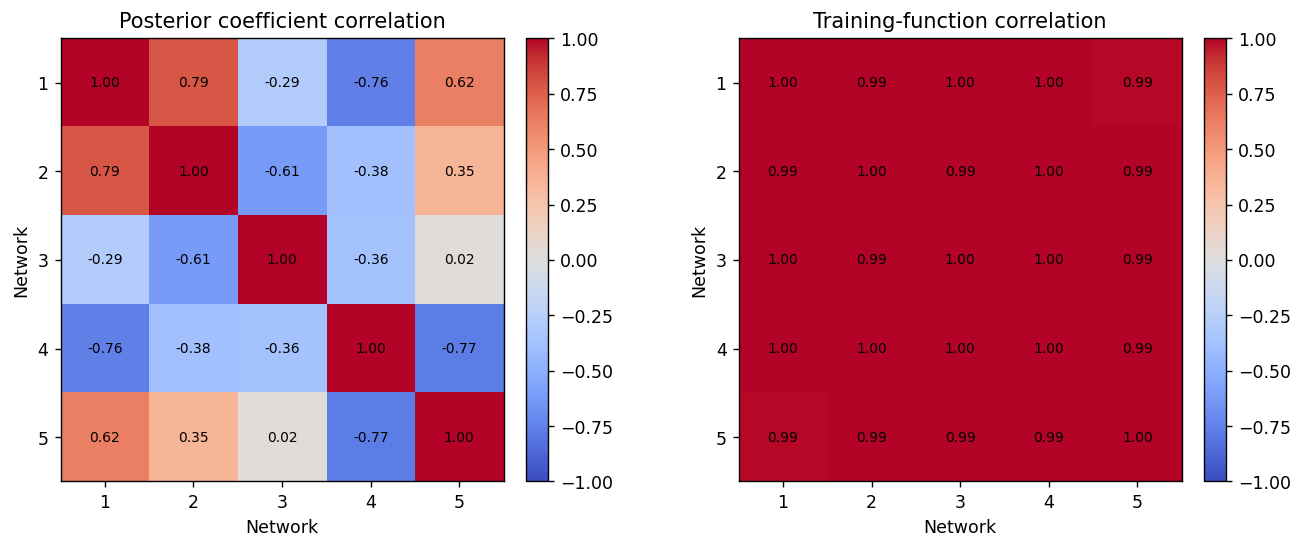 Posterior coefficient correlation
1 1.00 0.79 -0.29 -0.76 0.62
2 0.79 1.00 -0.61 -0.38 0.35
3 -0.29 -0.61 1.00 -0.36 0.02
4 -0.76 -0.38 -0.36 1.00 -0.77
5 0.62 0.35 0.02 -0.77 1.00
1 2 3 4 5
Network
Network
1.00
0.75
0.50
0.25
0.00
−0.25
−0.50
−0.75
−1.00
Training-function correlation
1 1.00 0.99 1.00 1.00 0.99
2 0.99 1.00 0.99 1.00 0.99
3 1.00 0.99 1.00 1.00 0.99
4 1.00 1.00 1.00 1.00 0.99
5 0.99 0.99 0.99 0.99 1.00
1 2 3 4 5
Network
Network
1.00
0.75
0.50
0.25
0.00
−0.25
−0.50
−0.75
−1.00